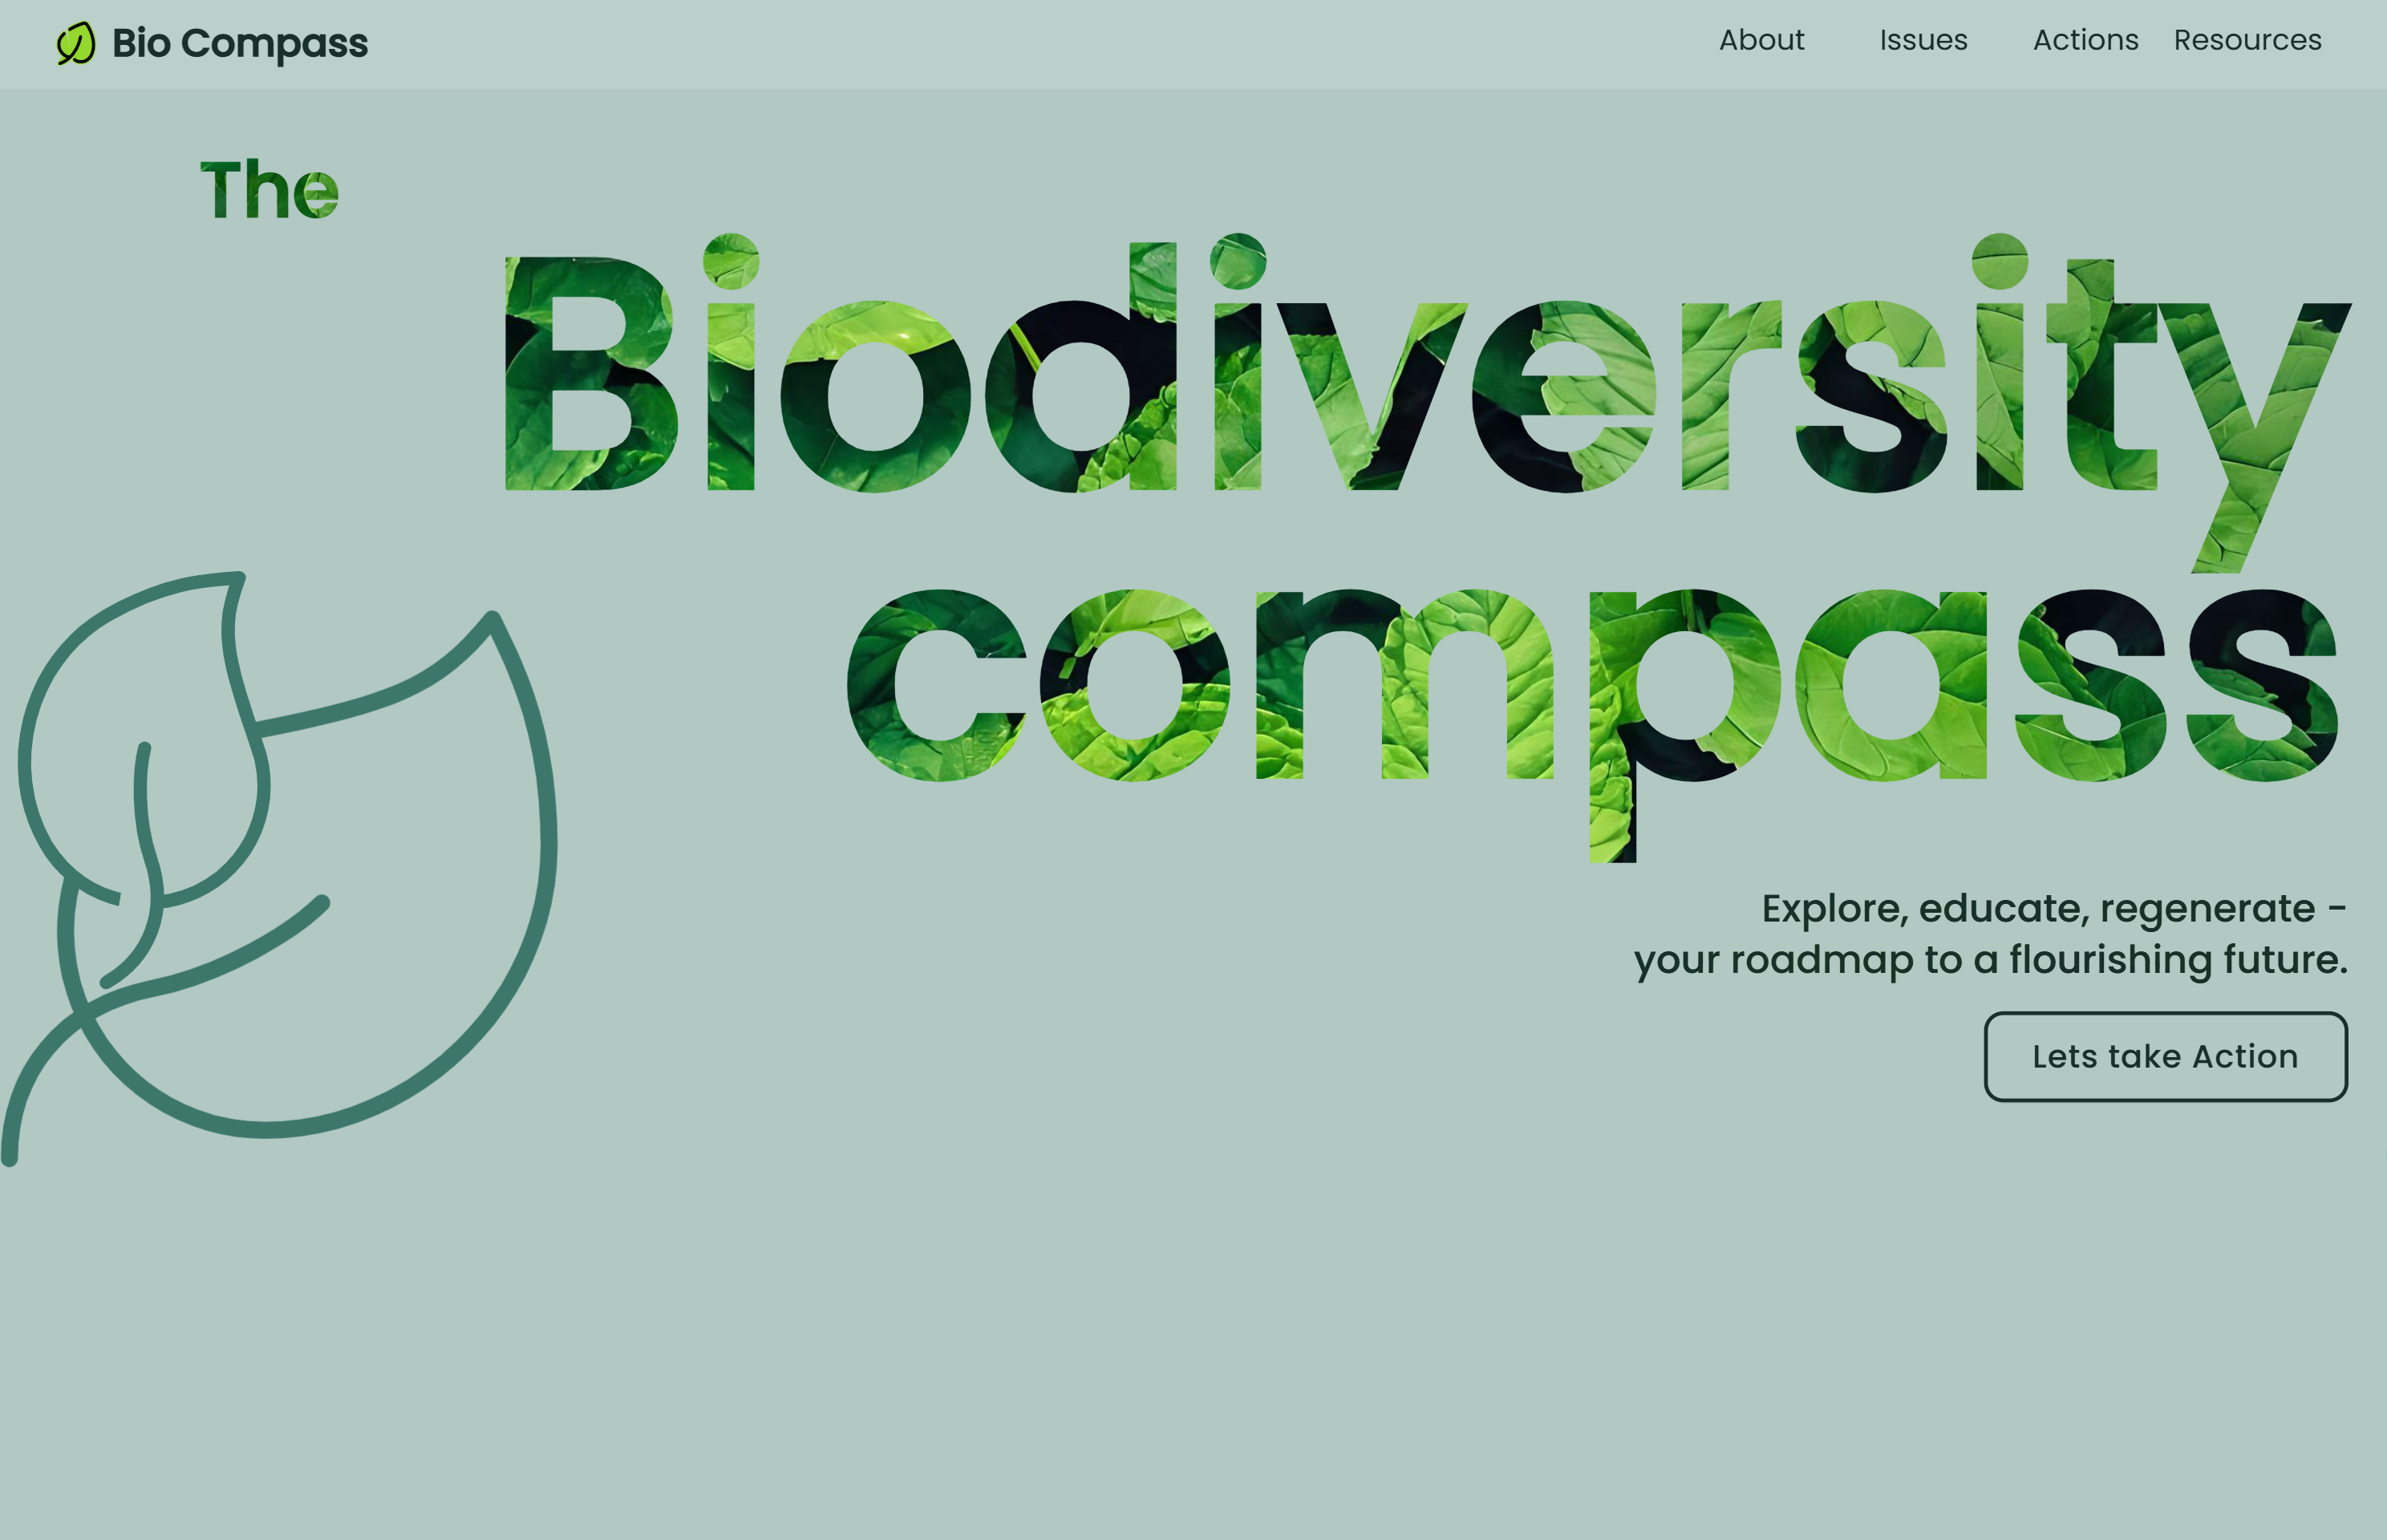 Bio Compass
About Issues Actions Resources
The
Biodiversity
compass
Explore, educate, regenerate -
your roadmap to a flourishing future.
Lets take Action